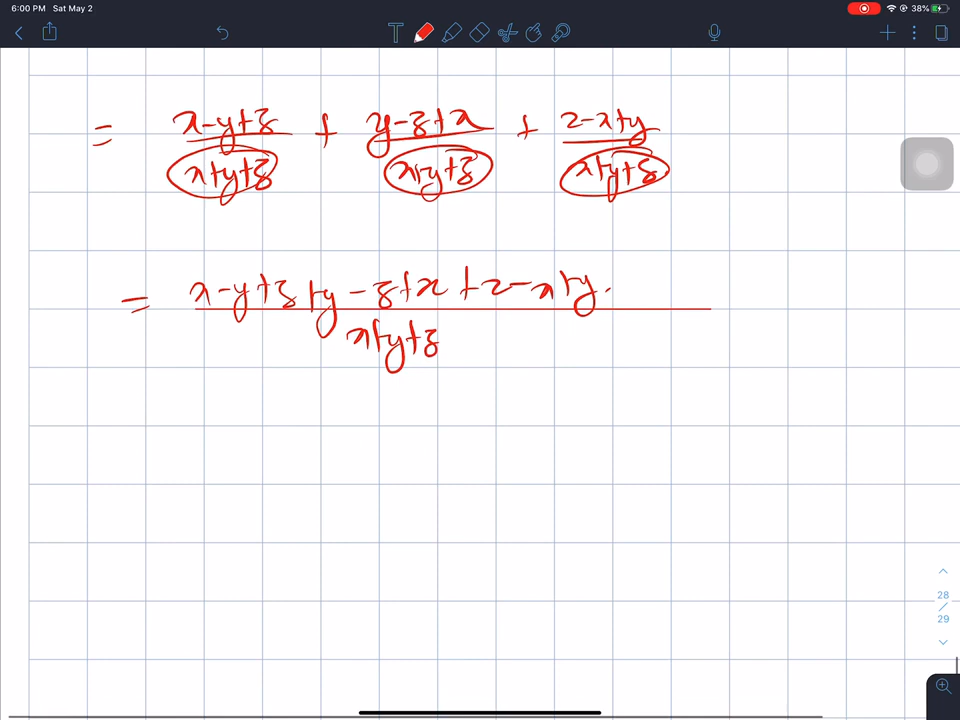 6:00 PM Sat May 2 38%
= x-y+z/x+y+z + y-z+x/x+y+z + z-x+y/x+y+z
= x-y+z+y-z+x+z-x+y./x+y+z
28
/
29